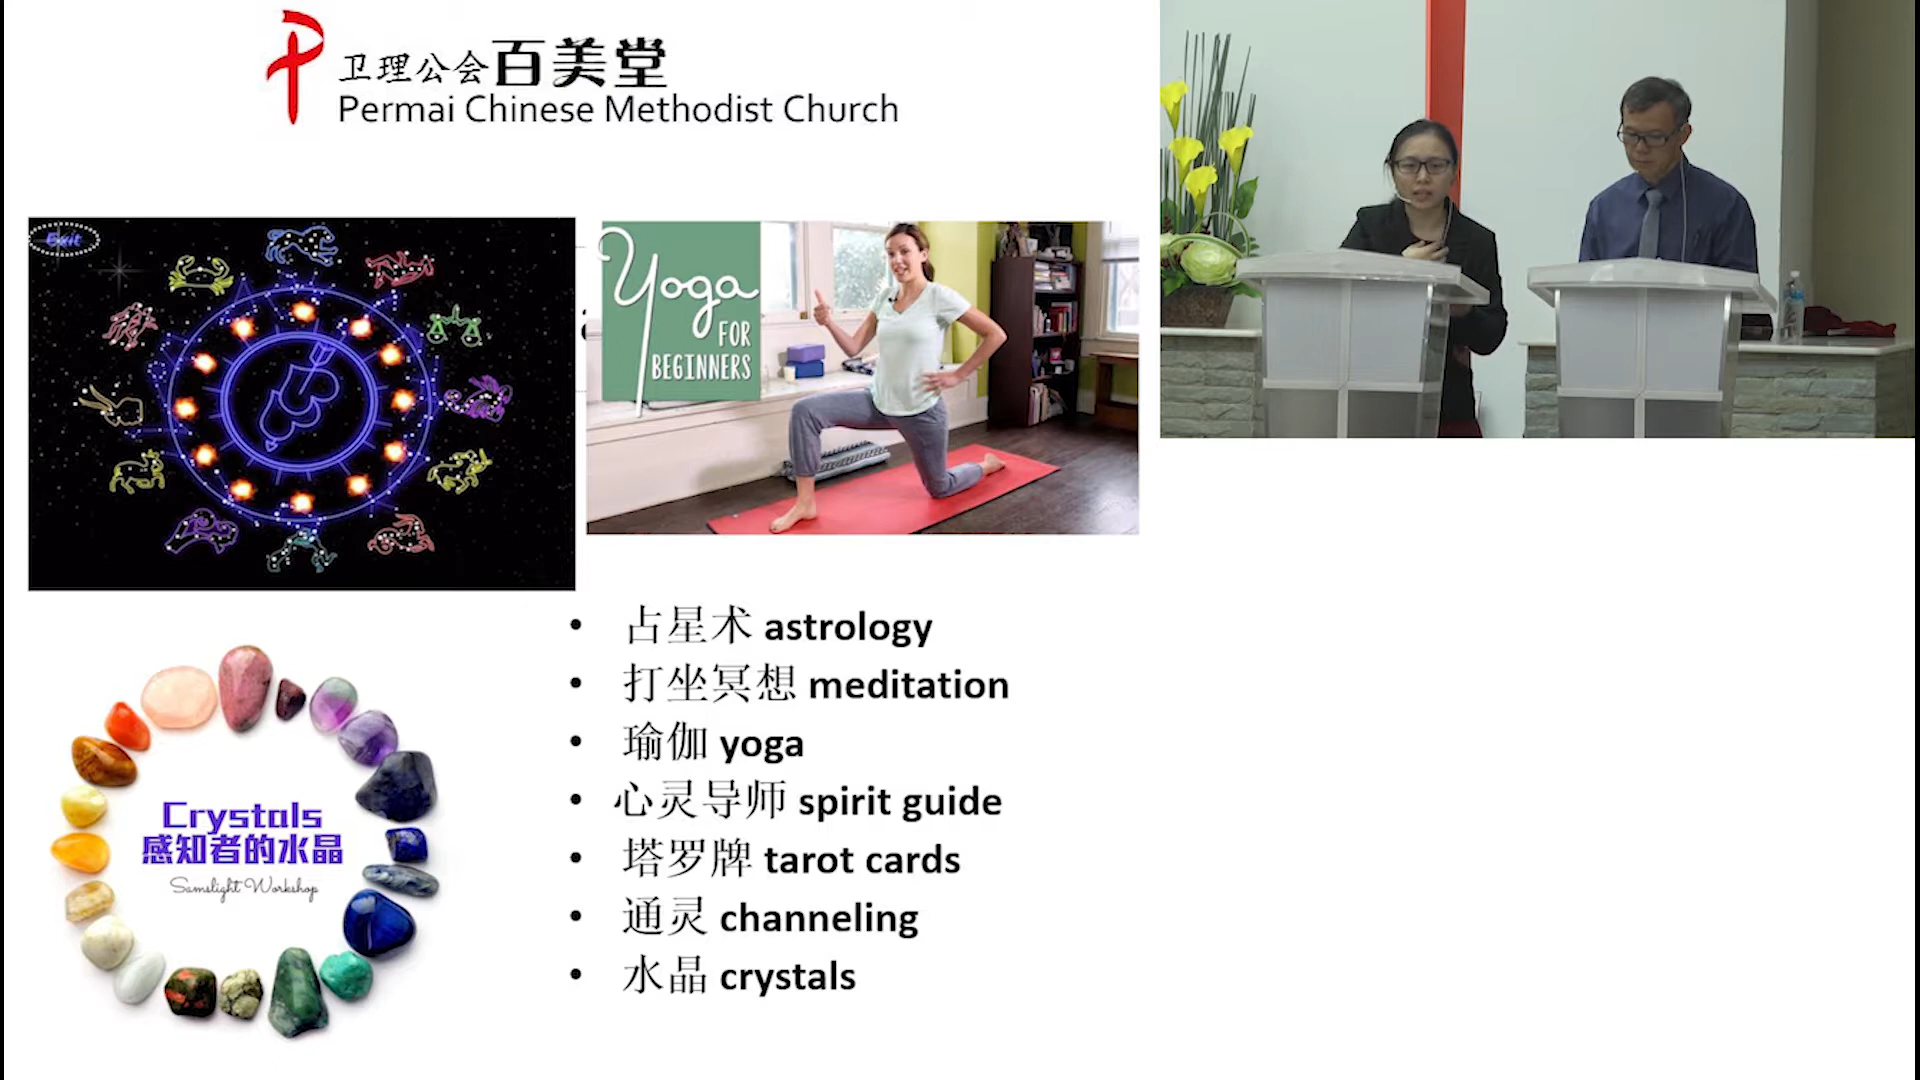 卫理公会百美堂
Permai Chinese Methodist Church
Exit
Yoga
FOR
BEGINNERS
• 占星术 astrology
• 打坐冥想 meditation
• 瑜伽 yoga
• 心灵导师 spirit guide
• 塔罗牌 tarot cards
• 通灵 channeling
• 水晶 crystals
Crystals
感知者的水晶
Samslight Workshop